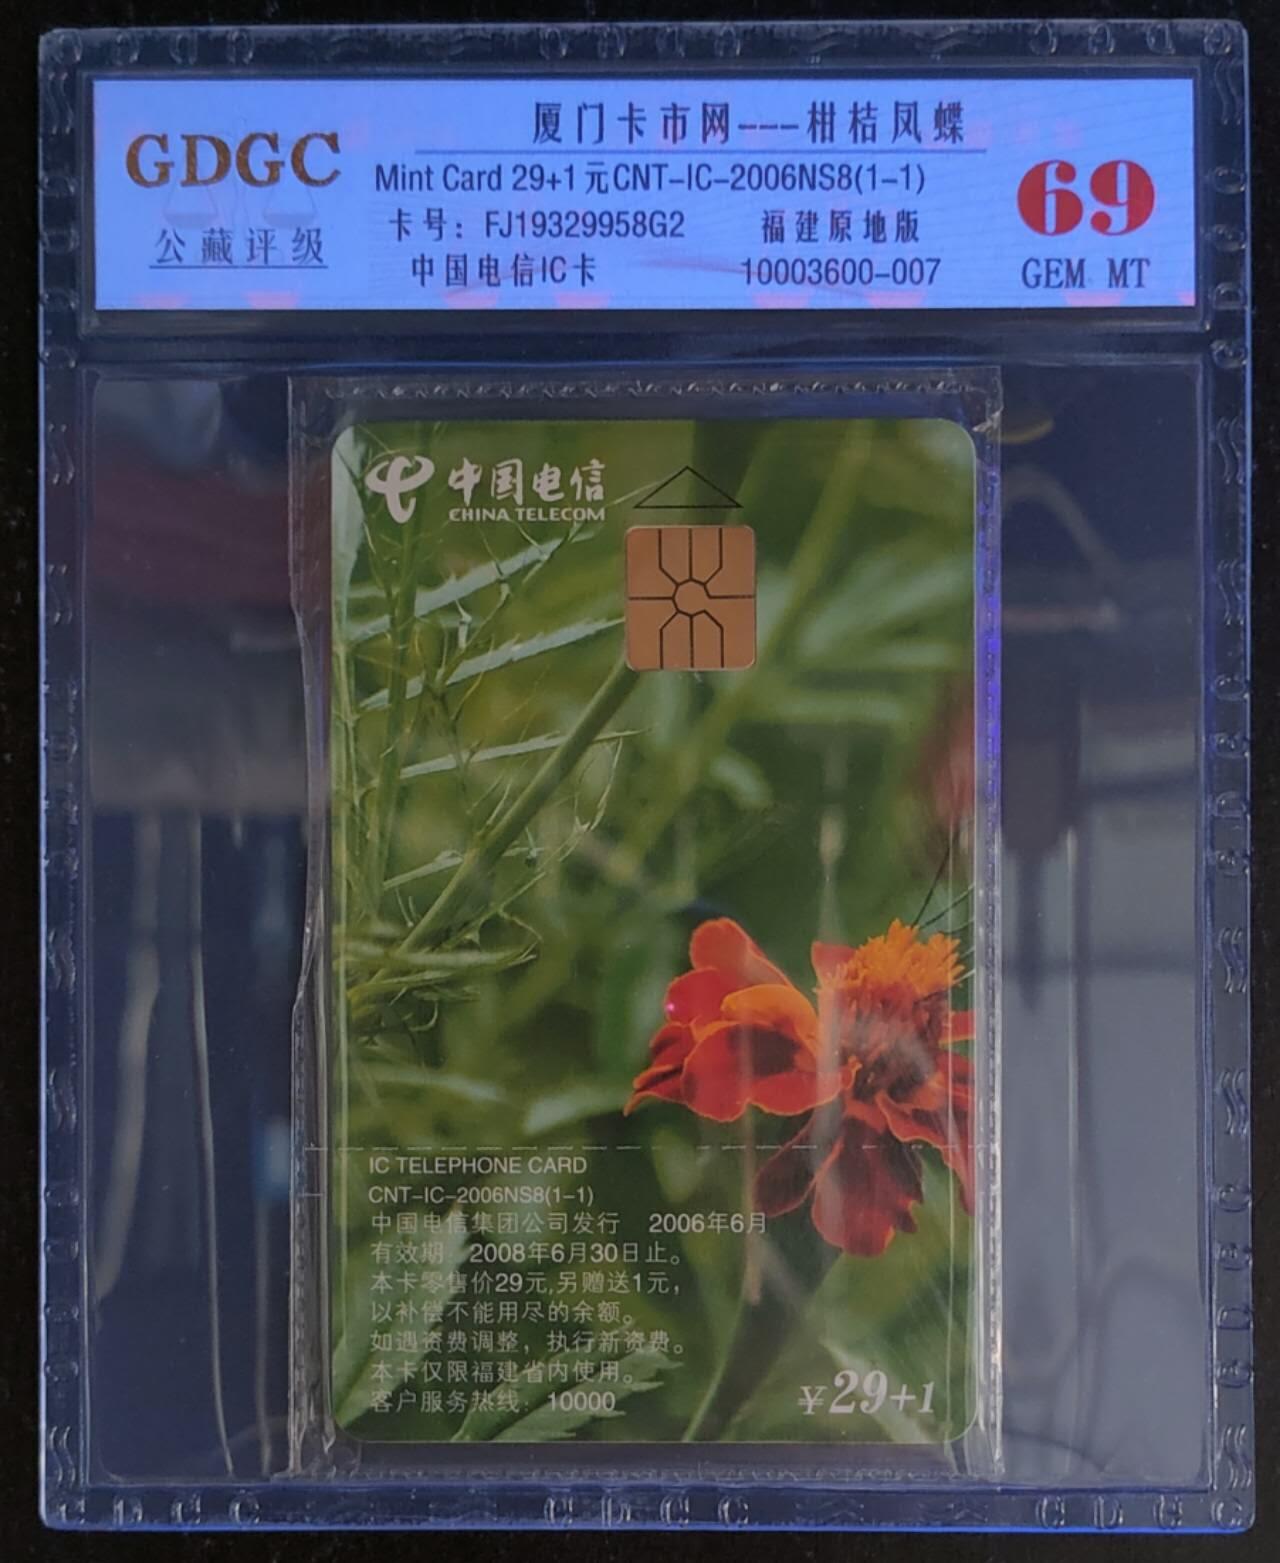 厦门卡市网---柑桔凤蝶
GDGC
公藏评级
Mint Card 29+1元CNT-IC-2006NS8(1-1)
卡号：FJ19329958G2 福建原地版
中国电信IC卡 10003600-007
69
GEM MT
中国电信
CHINA TELECOM
IC TELEPHONE CARD
CNT-IC-2006NS8(1-1)
中国电信集团公司发行 2006年6月
有效期：2008年6月30日止。
本卡零售价29元,另赠送1元,
以补偿不能用尽的余额。
如遇资费调整，执行新资费。
本卡仅限福建省内使用。
客户服务热线：10000
¥29+1